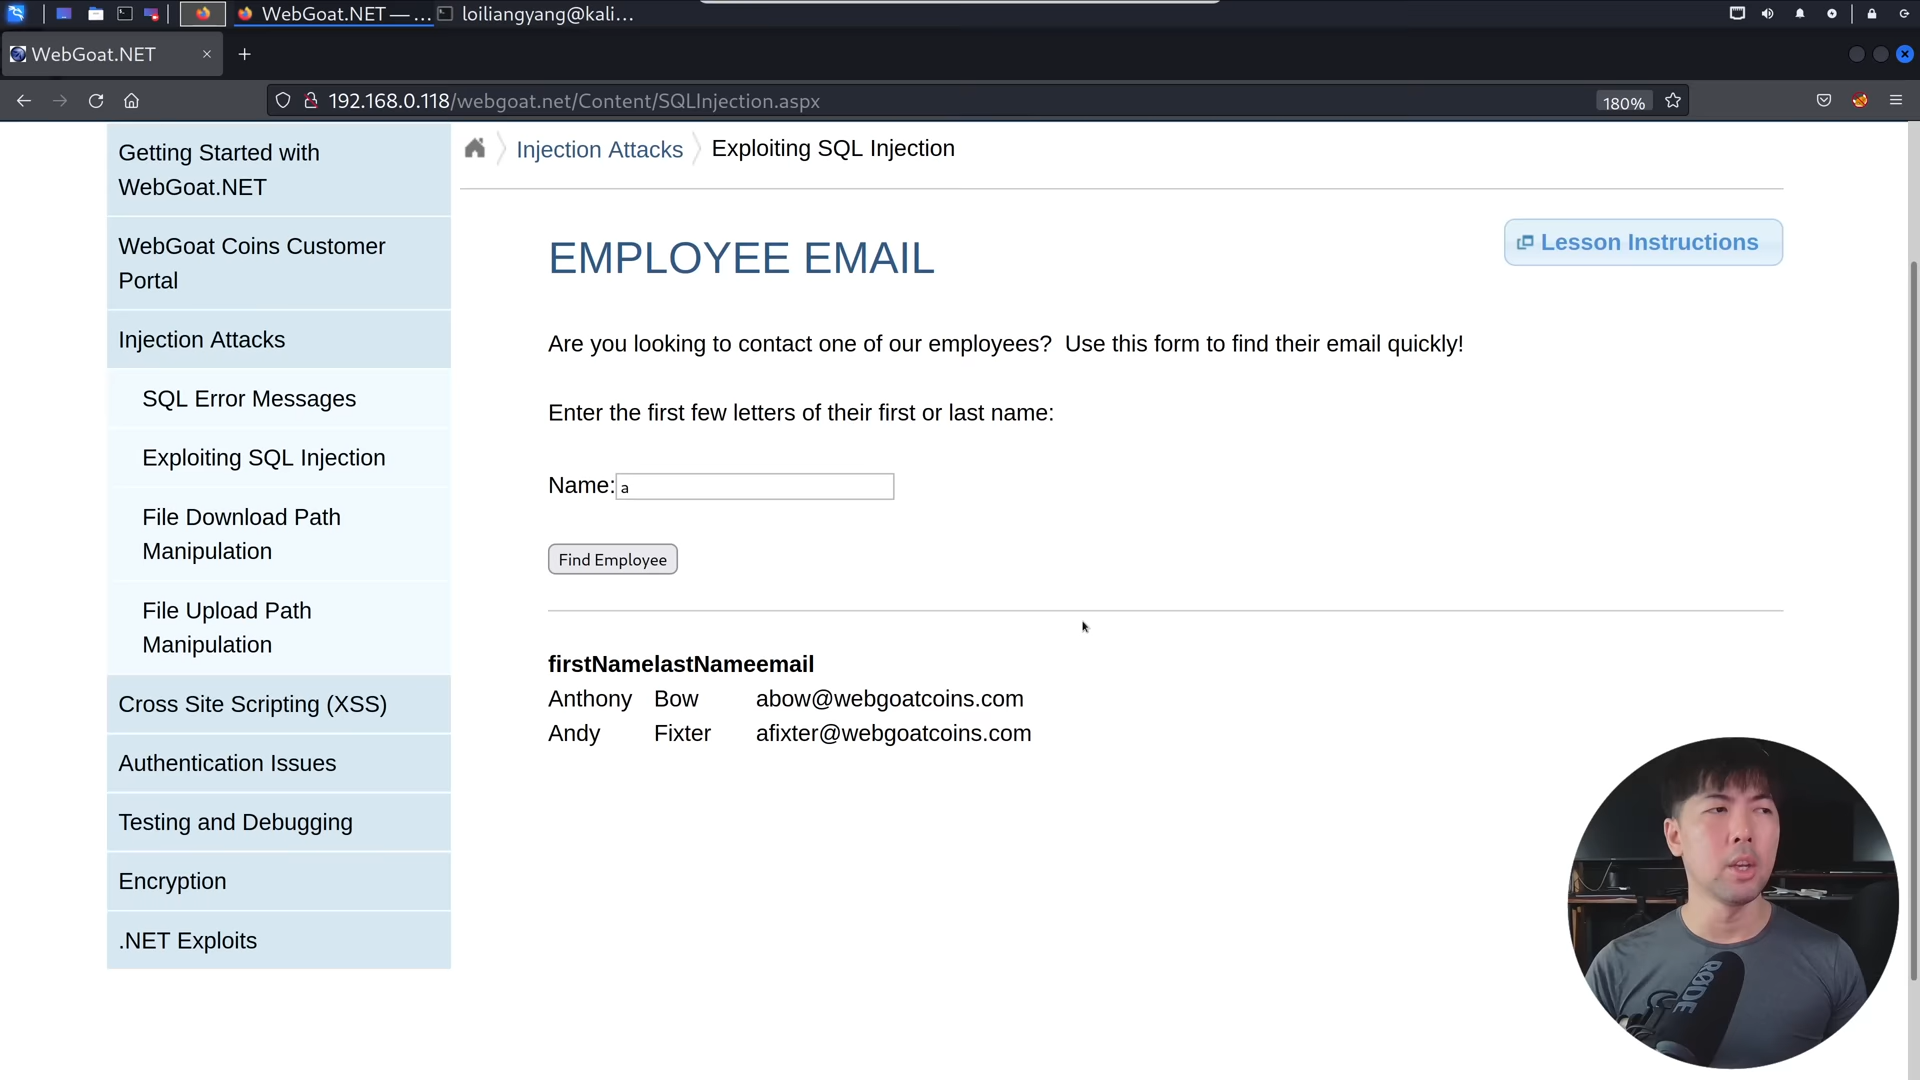 WebGoat.NET — ...
loiliangyang@kali...
WebGoat.NET
192.168.0.118/webgoat.net/Content/SQLInjection.aspx
180%
Getting Started with
WebGoat.NET
WebGoat Coins Customer
Portal
Injection Attacks
SQL Error Messages
Exploiting SQL Injection
File Download Path
Manipulation
File Upload Path
Manipulation
Cross Site Scripting (XSS)
Authentication Issues
Testing and Debugging
Encryption
.NET Exploits
Injection Attacks
Exploiting SQL Injection
Lesson Instructions
EMPLOYEE EMAIL
Are you looking to contact one of our employees?  Use this form to find their email quickly!
Enter the first few letters of their first or last name:
Name: a
Find Employee
firstNamelastNameemail
Anthony Bow abow@webgoatcoins.com
Andy Fixter afixter@webgoatcoins.com
RØDE